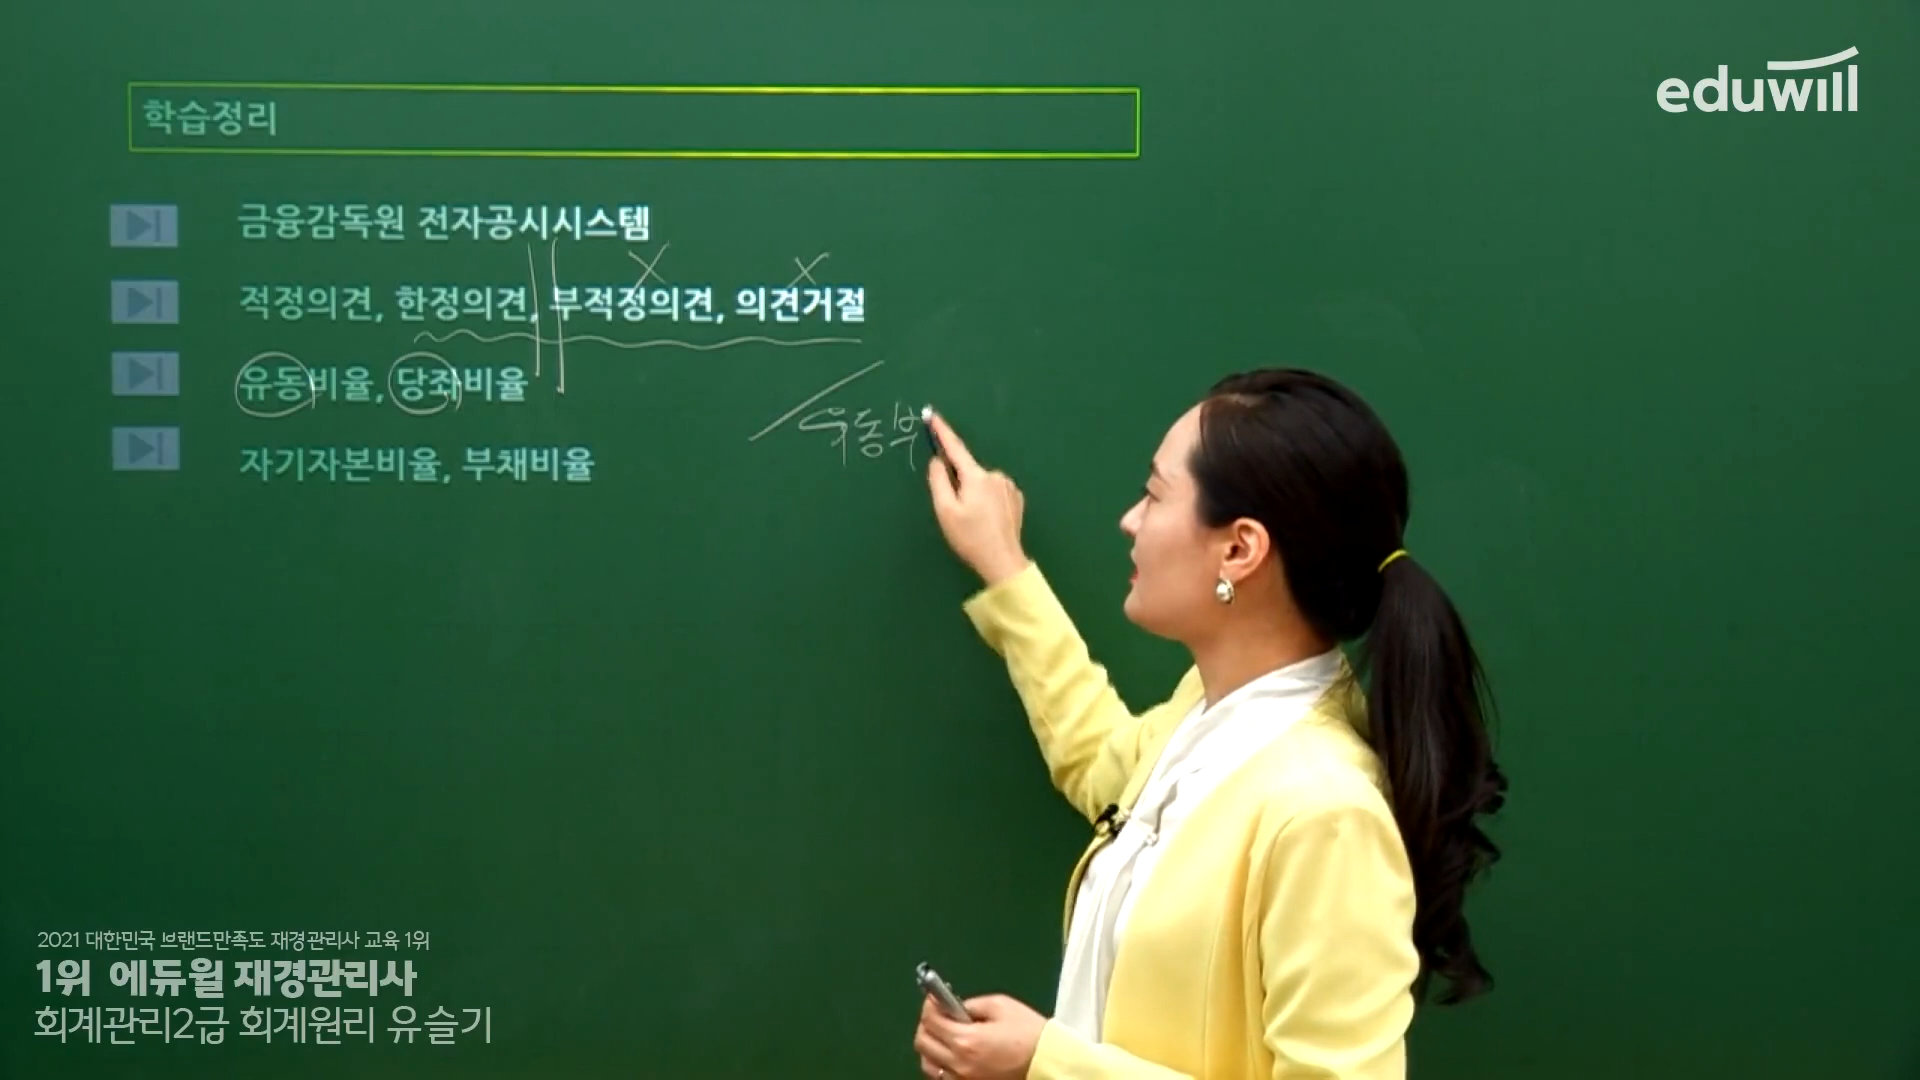 eduwill
학습정리
금융감독원 전자공시시스템
적정의견, 한정의견, 부적정의견, 의견거절
유동비율, 당좌비율
유동부
자기자본비율, 부채비율
2021 대한민국 브랜드만족도 재경관리사 교육 1위
1위 에듀윌 재경관리사
회계관리2급 회계원리 유슬기